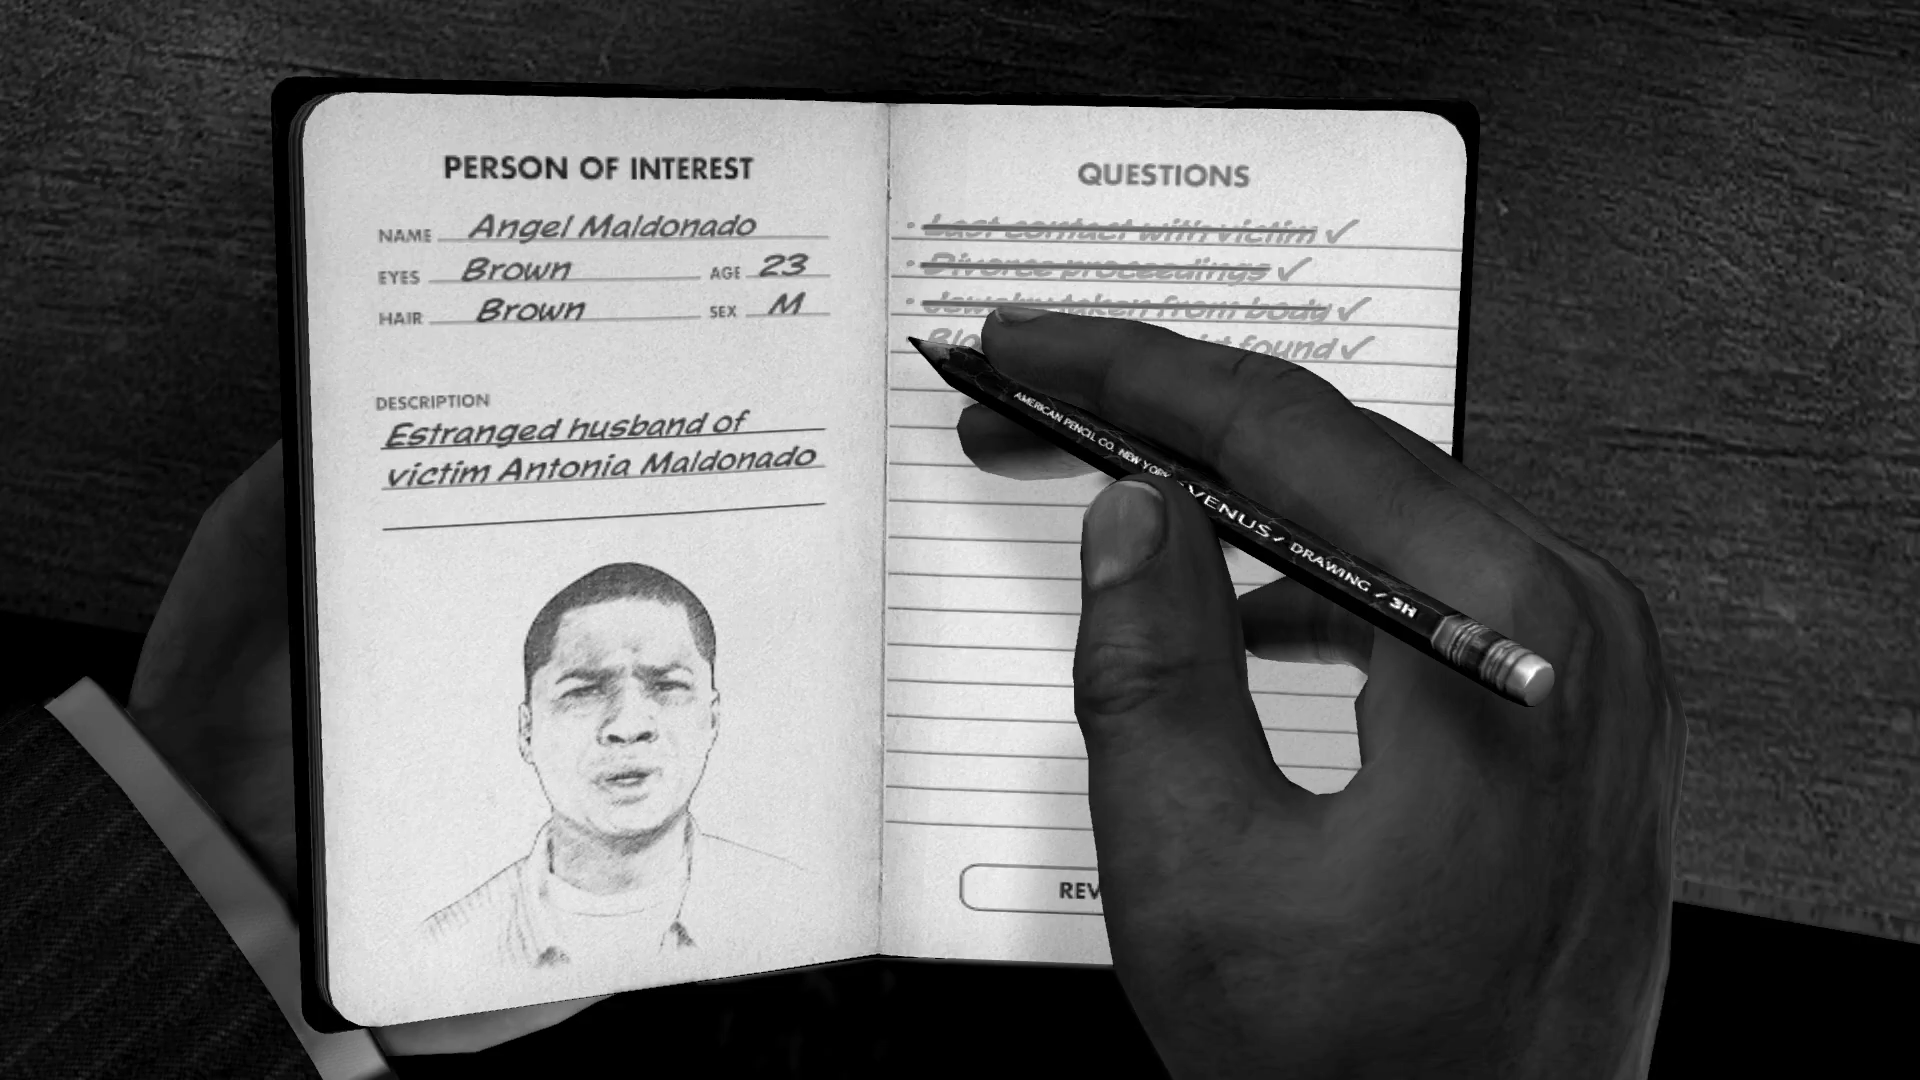 PERSON OF INTEREST
NAME Angel Maldonado
EYES Brown AGE 23
HAIR Brown SEX M
DESCRIPTION
Estranged husband of
victim Antonia Maldonado
QUESTIONS
• Last contact with victim ✓
• Divorce proceedings ✓
• Jewelry taken from body ✓
found ✓
AMERICAN PENCIL CO. NEW YORK VENUS / DRAWING / 3H